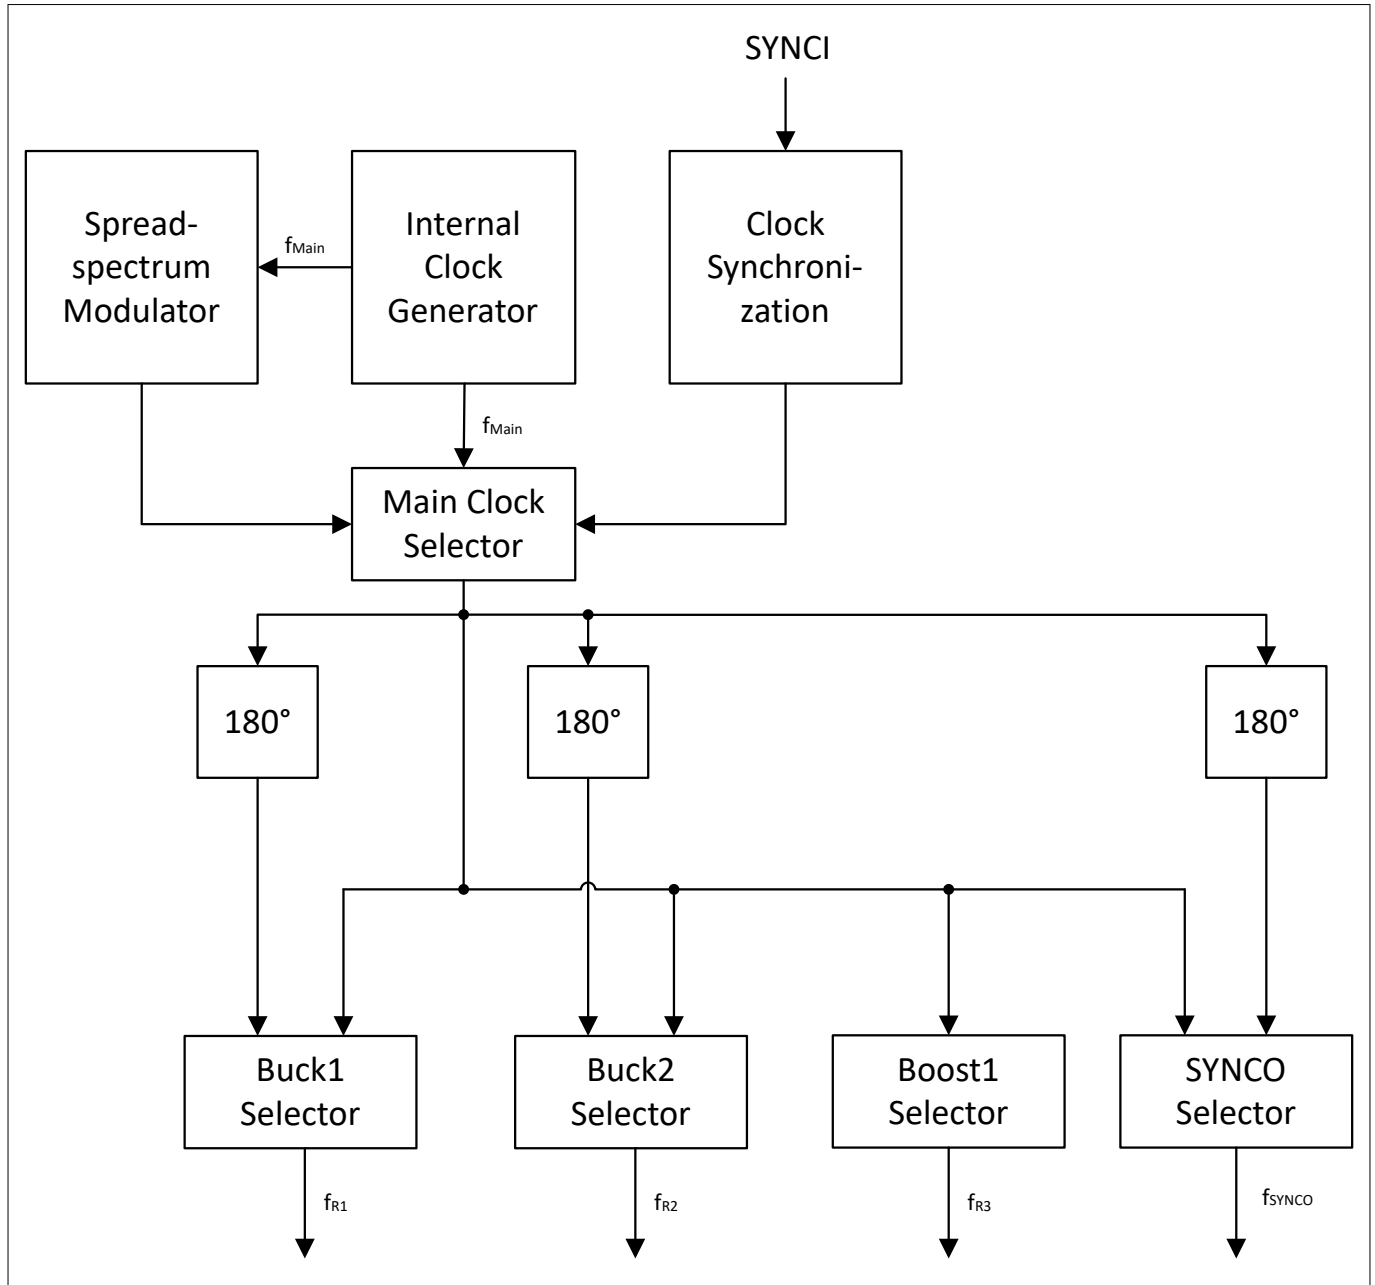 SYNCI
Spread-
spectrum
Modulator
fMain
Internal
Clock
Generator
Clock
Synchroni-
zation
fMain
Main Clock
Selector
180°
180°
180°
Buck1
Selector
Buck2
Selector
Boost1
Selector
SYNCO
Selector
fR1
fR2
fR3
fSYNCO